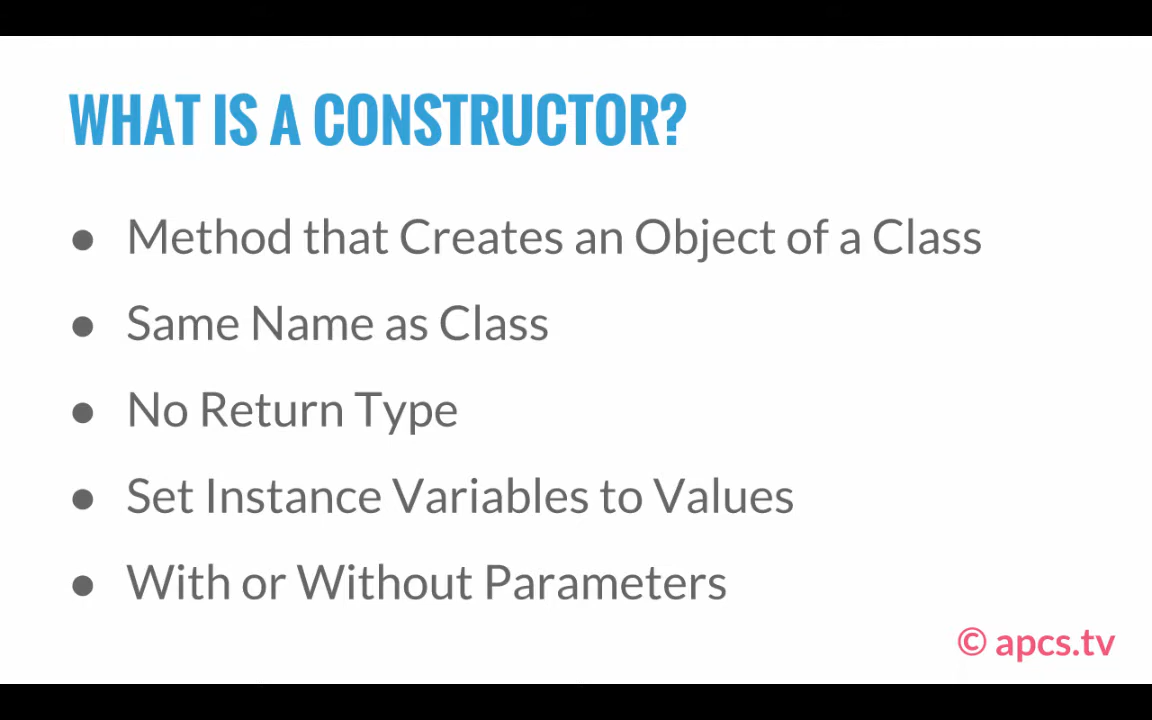 WHAT IS A CONSTRUCTOR?
● Method that Creates an Object of a Class
● Same Name as Class
● No Return Type
● Set Instance Variables to Values
● With or Without Parameters
© apcs.tv